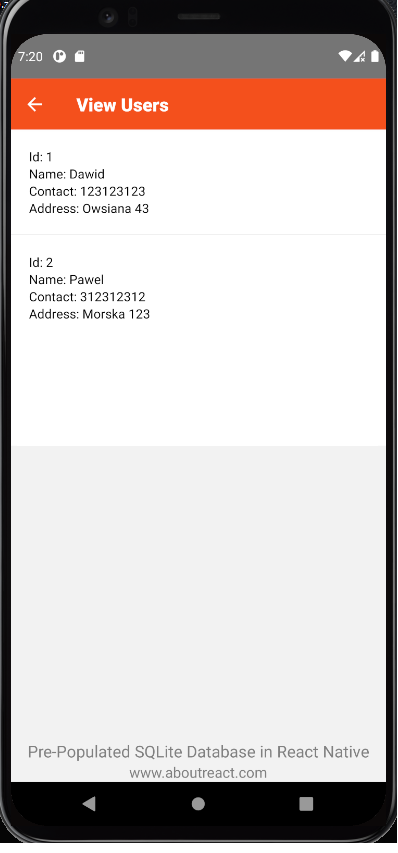 7:20
View Users
Id: 1
Name: Dawid
Contact: 123123123
Address: Owsiana 43
Id: 2
Name: Pawel
Contact: 312312312
Address: Morska 123
Pre-Populated SQLite Database in React Native
www.aboutreact.com